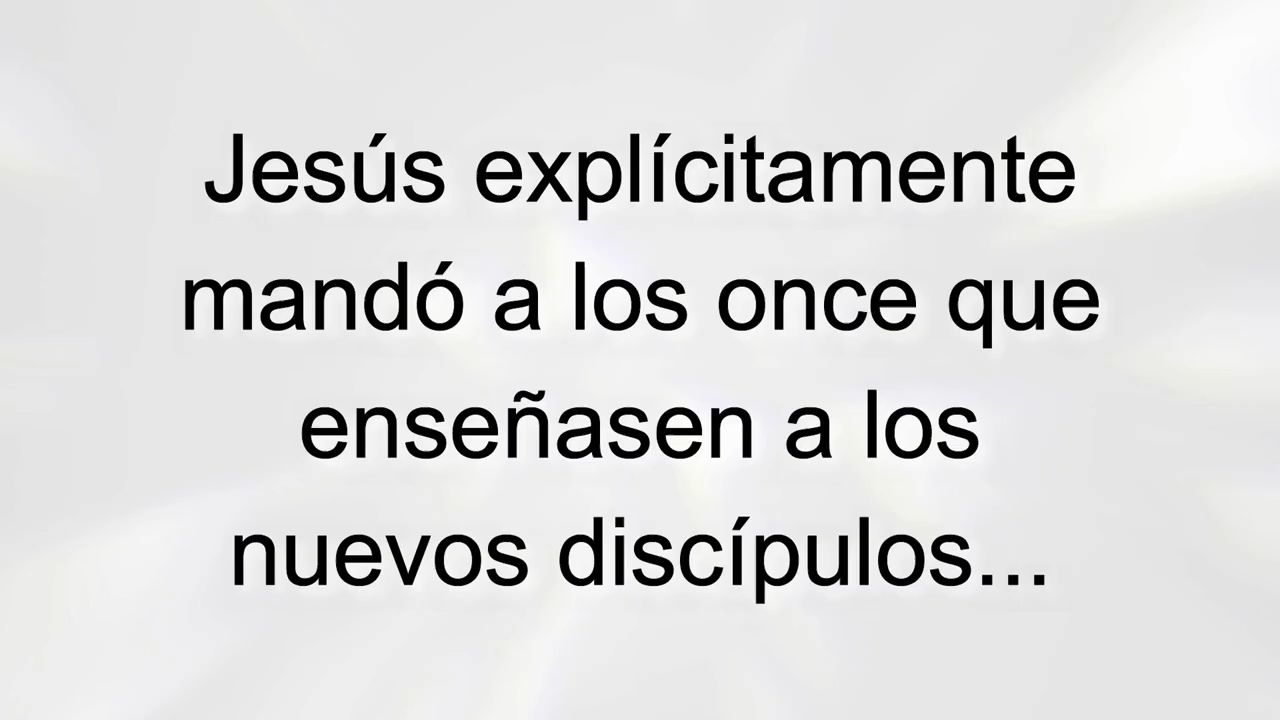 Jesús explícitamente
mandó a los once que
enseñasen a los
nuevos discípulos...